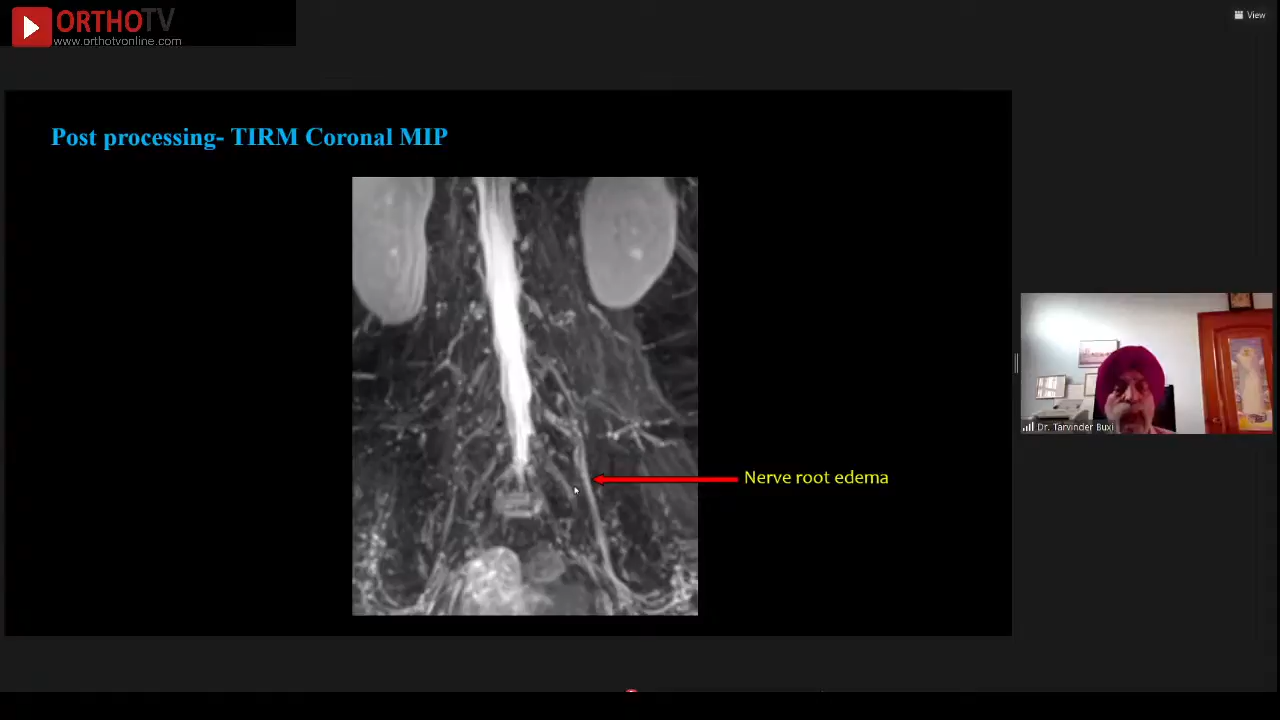 ORTHOTV
www.orthotvonline.com
View
Post processing- TIRM Coronal MIP
Nerve root edema
Dr. Tarvinder Buxi